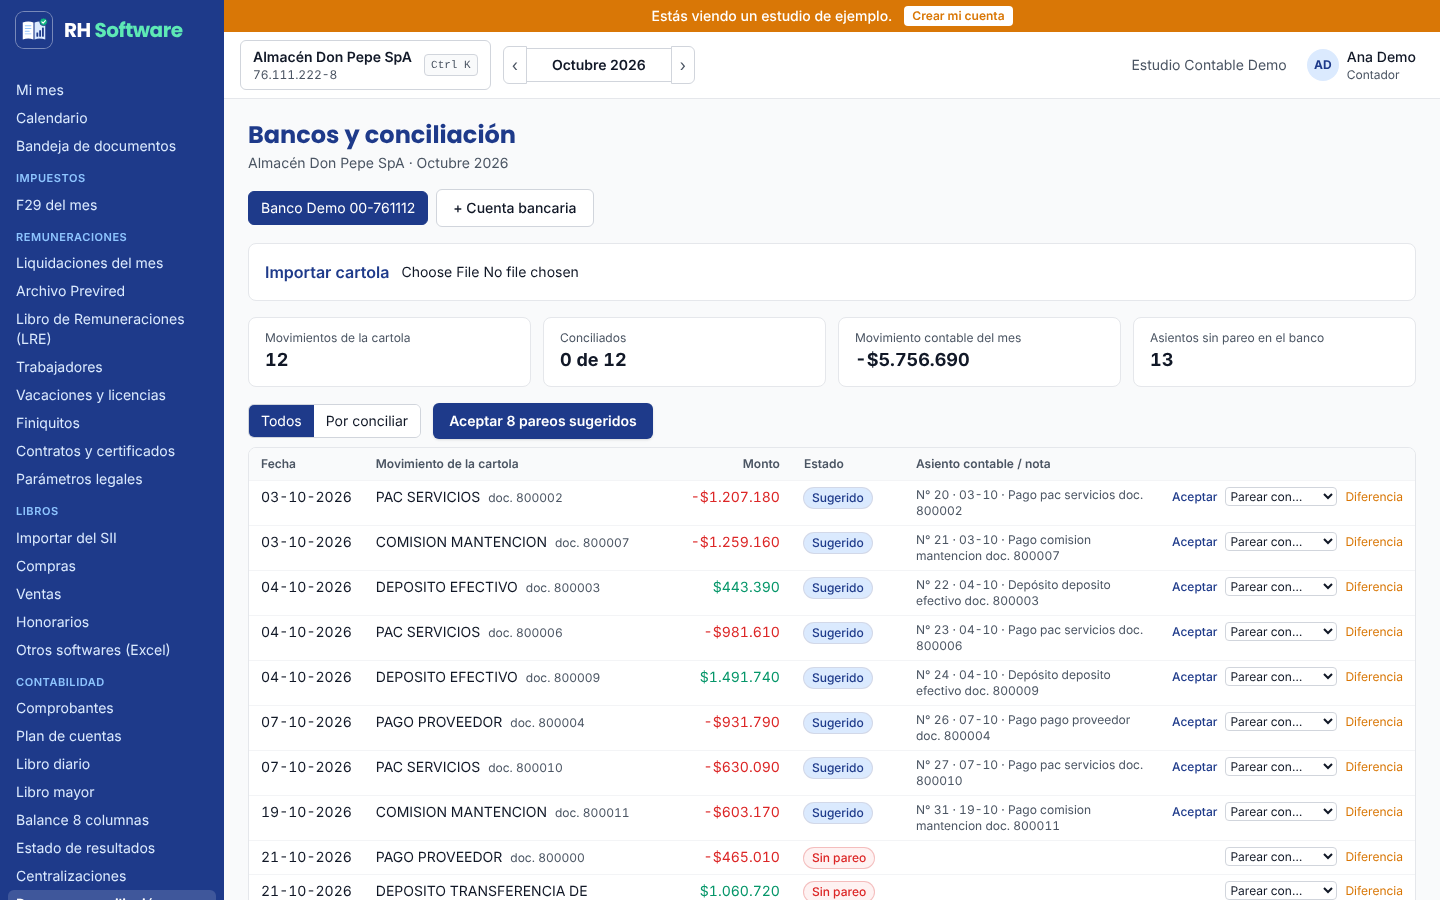 Estás viendo un estudio de ejemplo. Crear mi cuenta
RH Software
Almacén Don Pepe SpA
76.111.222-8
Ctrl K
‹ Octubre 2026 ›
Estudio Contable Demo
AD
Ana Demo
Contador
Mi mes
Calendario
Bandeja de documentos
IMPUESTOS
F29 del mes
REMUNERACIONES
Liquidaciones del mes
Archivo Previred
Libro de Remuneraciones
(LRE)
Trabajadores
Vacaciones y licencias
Finiquitos
Contratos y certificados
Parámetros legales
LIBROS
Importar del SII
Compras
Ventas
Honorarios
Otros softwares (Excel)
CONTABILIDAD
Comprobantes
Plan de cuentas
Libro diario
Libro mayor
Balance 8 columnas
Estado de resultados
Centralizaciones
Bancos y conciliación
Almacén Don Pepe SpA · Octubre 2026
Banco Demo 00-761112
+ Cuenta bancaria
Importar cartola Choose File No file chosen
Movimientos de la cartola
12
Conciliados
0 de 12
Movimiento contable del mes
-$5.756.690
Asientos sin pareo en el banco
13
Todos Por conciliar Aceptar 8 pareos sugeridos
Fecha Movimiento de la cartola Monto Estado Asiento contable / nota
03-10-2026 PAC SERVICIOS doc. 800002 -$1.207.180 Sugerido N° 20 · 03-10 · Pago pac servicios doc. Aceptar Parear con... Diferencia
800002
03-10-2026 COMISION MANTENCION doc. 800007 -$1.259.160 Sugerido N° 21 · 03-10 · Pago comision Aceptar Parear con... Diferencia
mantencion doc. 800007
04-10-2026 DEPOSITO EFECTIVO doc. 800003 $443.390 Sugerido N° 22 · 04-10 · Depósito deposito Aceptar Parear con... Diferencia
efectivo doc. 800003
04-10-2026 PAC SERVICIOS doc. 800006 -$981.610 Sugerido N° 23 · 04-10 · Pago pac servicios doc. Aceptar Parear con... Diferencia
800006
04-10-2026 DEPOSITO EFECTIVO doc. 800009 $1.491.740 Sugerido N° 24 · 04-10 · Depósito deposito Aceptar Parear con... Diferencia
efectivo doc. 800009
07-10-2026 PAGO PROVEEDOR doc. 800004 -$931.790 Sugerido N° 26 · 07-10 · Pago pago proveedor Aceptar Parear con... Diferencia
doc. 800004
07-10-2026 PAC SERVICIOS doc. 800010 -$630.090 Sugerido N° 27 · 07-10 · Pago pac servicios doc. Aceptar Parear con... Diferencia
800010
19-10-2026 COMISION MANTENCION doc. 800011 -$603.170 Sugerido N° 31 · 19-10 · Pago comision Aceptar Parear con... Diferencia
mantencion doc. 800011
21-10-2026 PAGO PROVEEDOR doc. 800000 -$465.010 Sin pareo Parear con... Diferencia
21-10-2026 DEPOSITO TRANSFERENCIA DE $1.060.720 Sin pareo Parear con... Diferencia